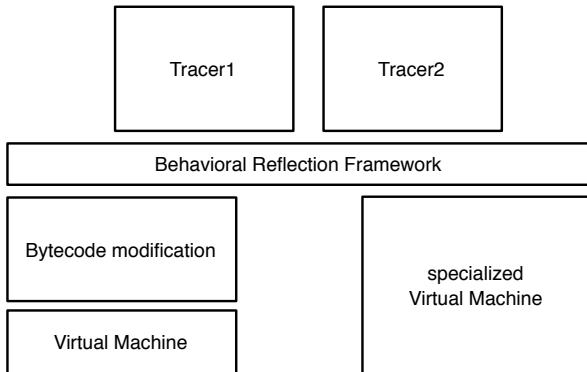 Tracer1
Tracer2
Behavioral Reflection Framework
Bytecode modification
specialized
Virtual Machine
Virtual Machine